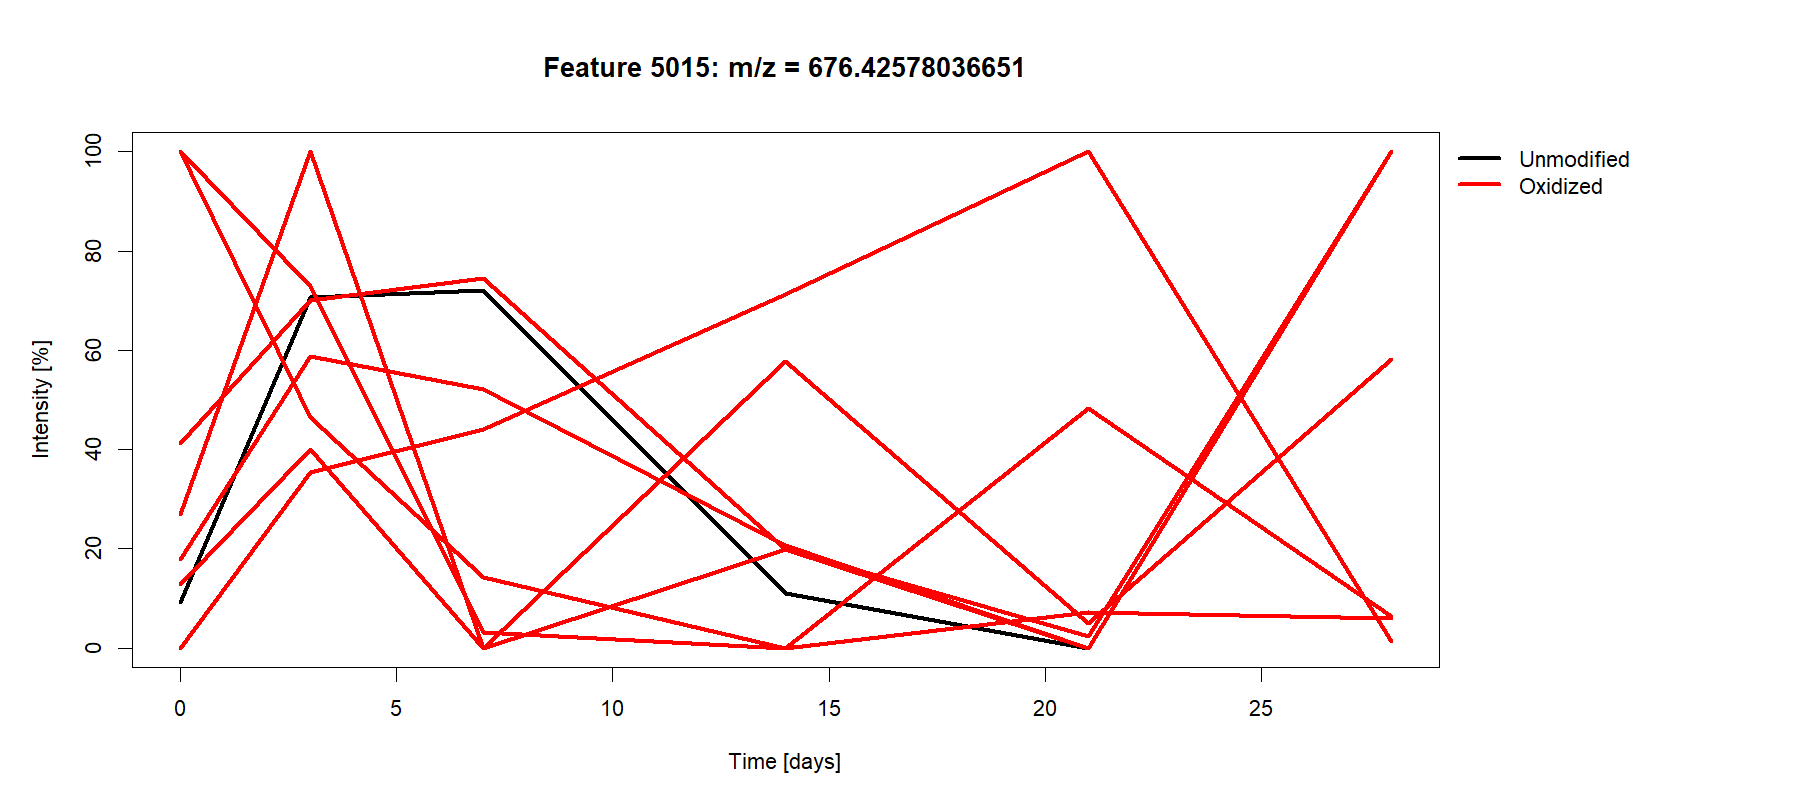 Feature 5015: m/z = 676.42578036651
Unmodified
Oxidized
Intensity [%]
100
80
60
40
20
0
0 5 10 15 20 25
Time [days]